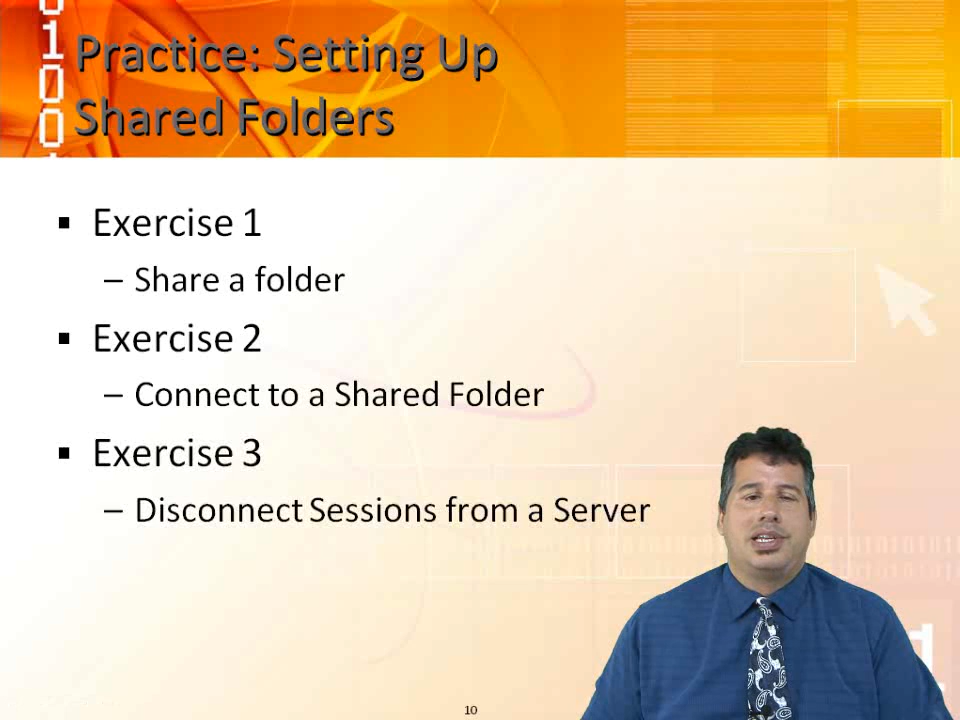 Practice: Setting Up
Shared Folders
▪ Exercise 1
– Share a folder
▪ Exercise 2
– Connect to a Shared Folder
▪ Exercise 3
– Disconnect Sessions from a Server
10